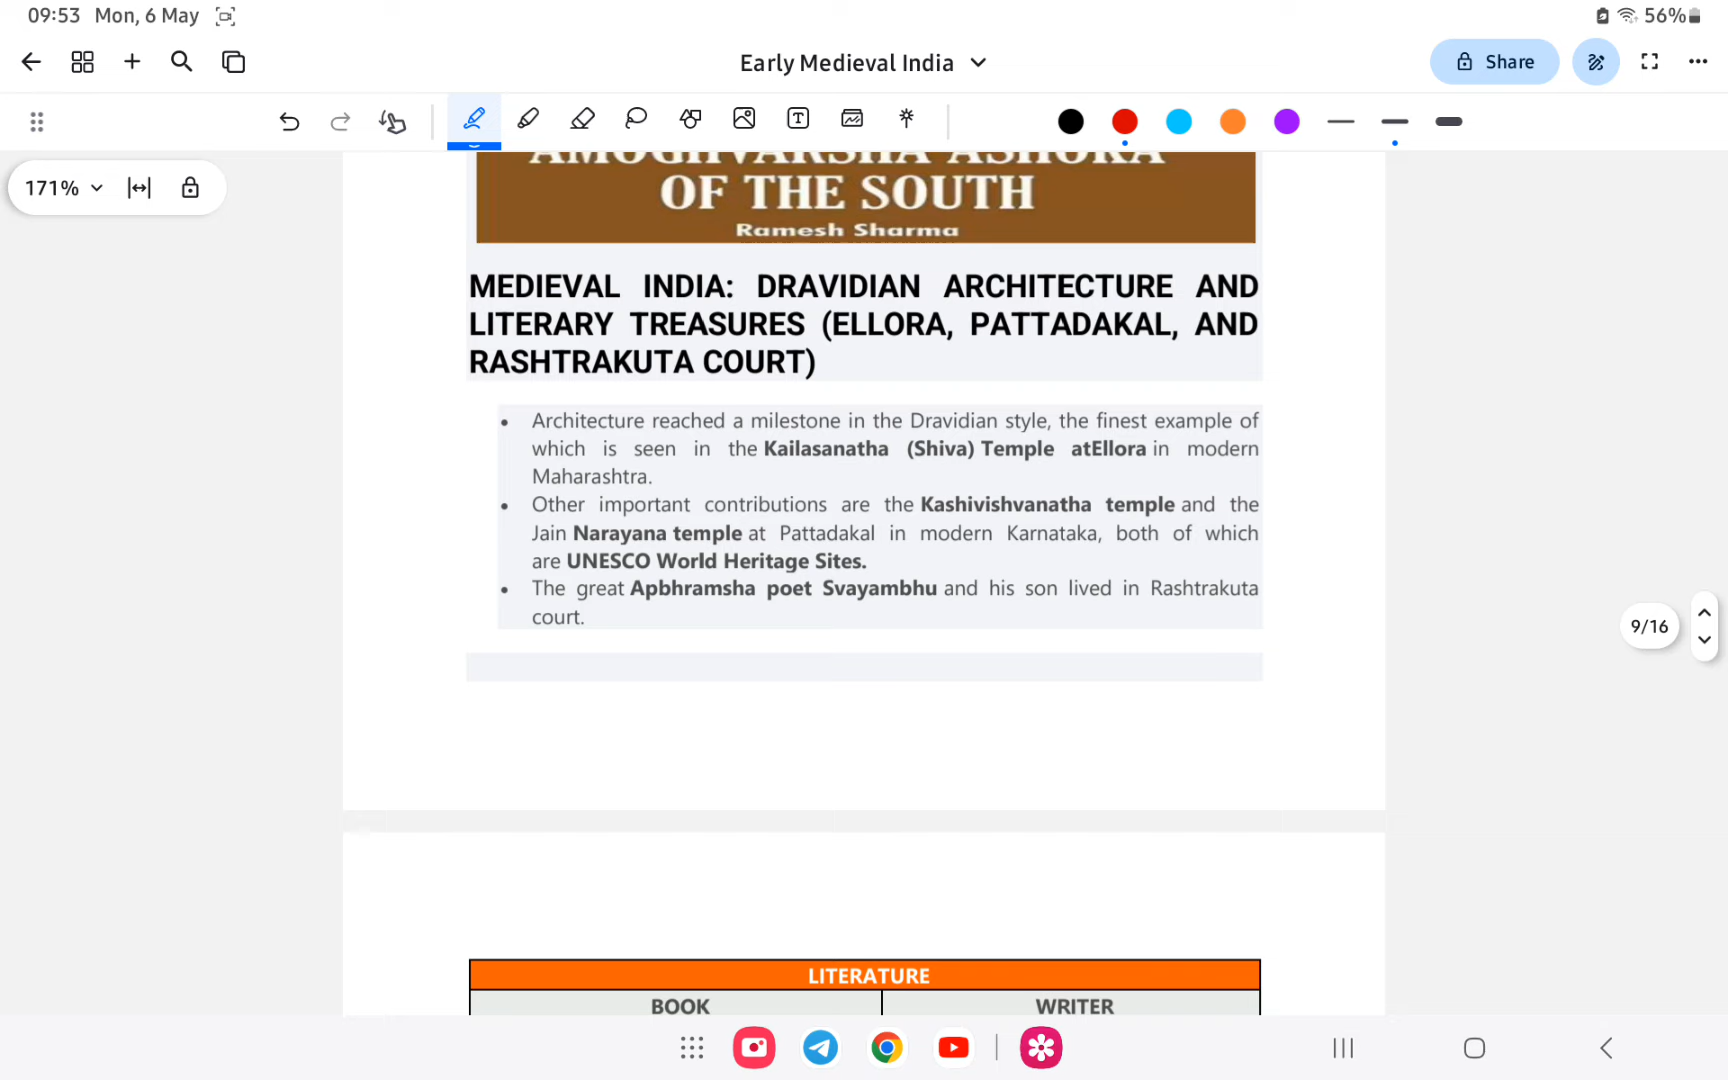 09:53 Mon, 6 May 56%
Early Medieval India
Share
171%
AMOGHVARSHA ASHOKA
OF THE SOUTH
Ramesh Sharma
MEDIEVAL INDIA: DRAVIDIAN ARCHITECTURE AND
LITERARY TREASURES (ELLORA, PATTADAKAL, AND
RASHTRAKUTA COURT)
• Architecture reached a milestone in the Dravidian style, the finest example of
which is seen in the Kailasanatha (Shiva) Temple atEllora in modern
Maharashtra.
• Other important contributions are the Kashivishvanatha temple and the
Jain Narayana temple at Pattadakal in modern Karnataka, both of which
are UNESCO World Heritage Sites.
• The great Apbhramsha poet Svayambhu and his son lived in Rashtrakuta
court.
9/16
LITERATURE
BOOK WRITER